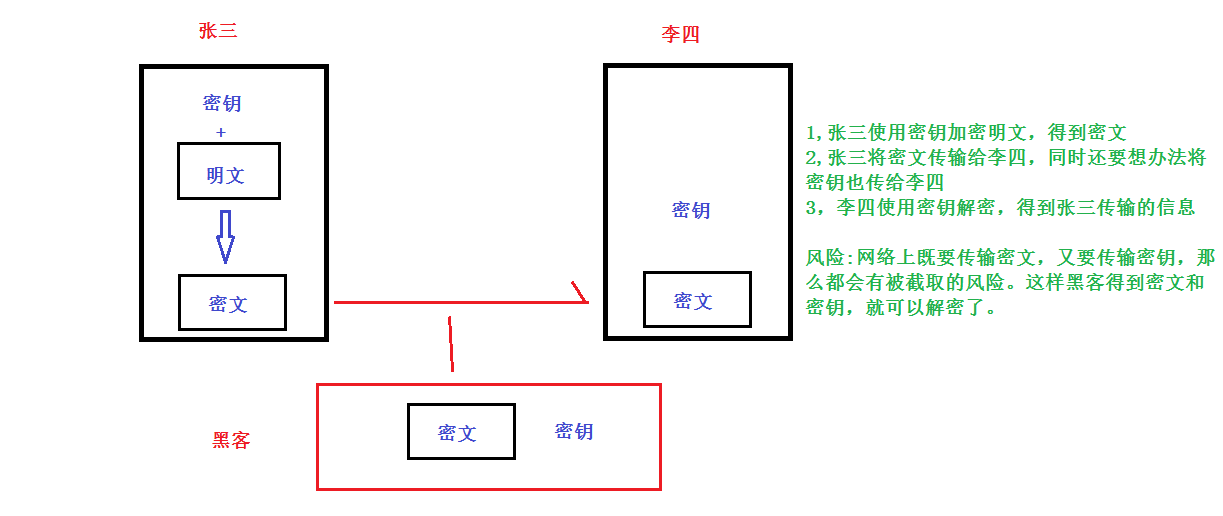 张三
李四
密钥
+
明文
密文
密钥
密文
1,张三使用密钥加密明文，得到密文
2,张三将密文传输给李四，同时还要想办法将
密钥也传给李四
3，李四使用密钥解密，得到张三传输的信息
风险:网络上既要传输密文，又要传输密钥，那
么都会有被截取的风险。这样黑客得到密文和
密钥，就可以解密了。
黑客
密文
密钥